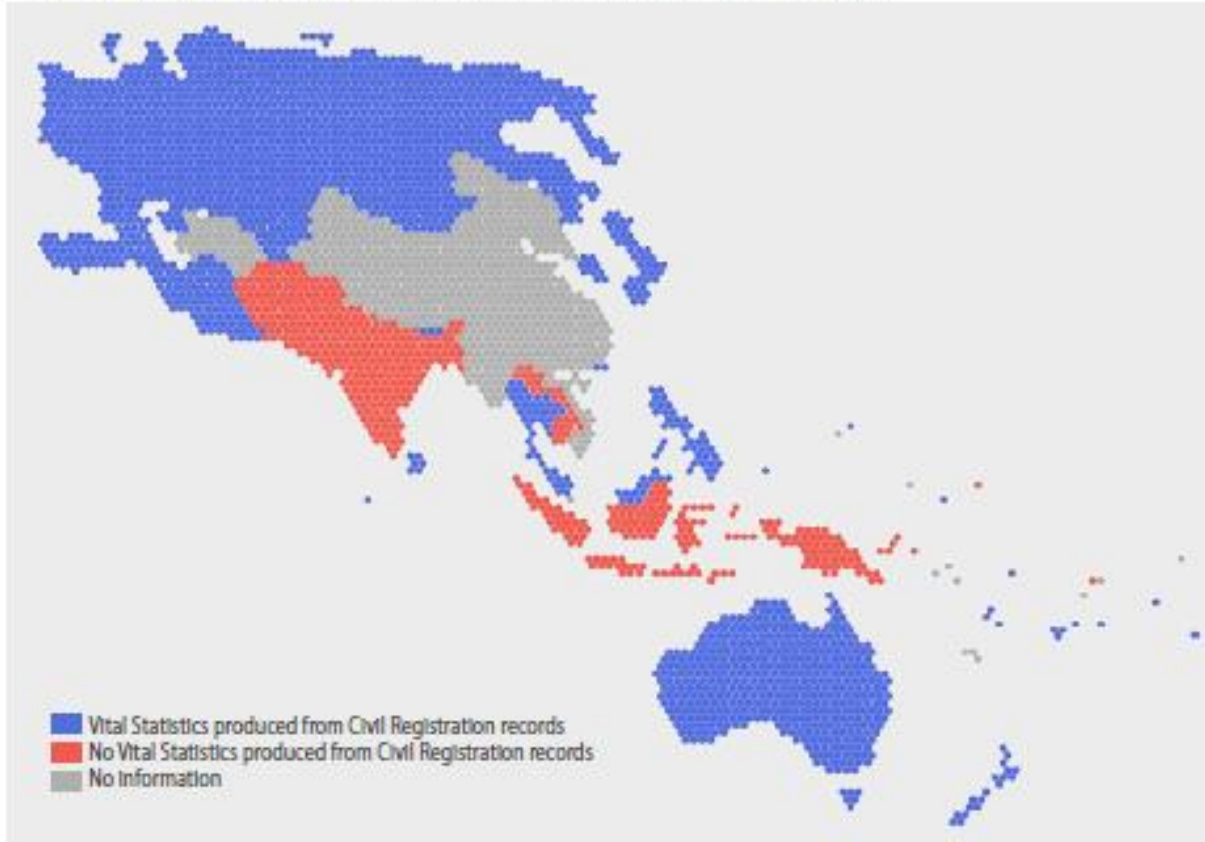 Vital Statistics produced from Civil Registration records
No Vital Statistics produced from Civil Registration records
No information